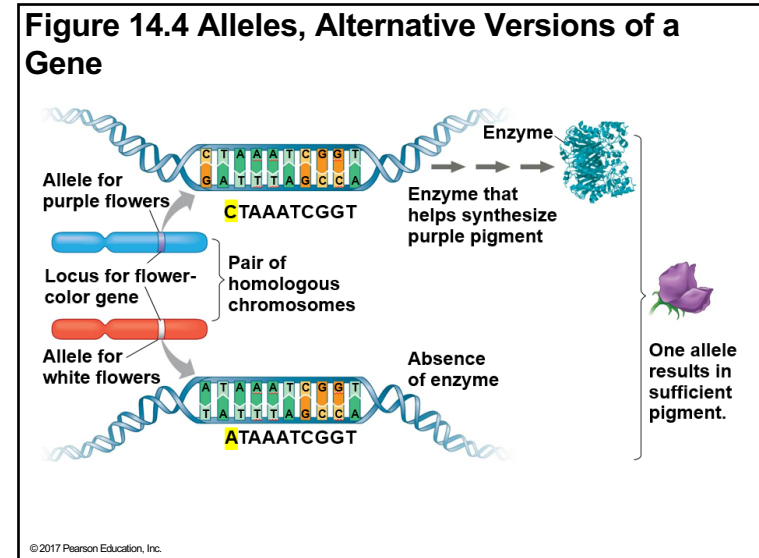 Figure 14.4 Alleles, Alternative Versions of a
Gene
C T A A A T C G G T
G A T T T A G C C A
CTAAATCGGT
Enzyme
Enzyme that
helps synthesize
purple pigment
Allele for
purple flowers
Locus for flower-
color gene
Pair of
homologous
chromosomes
Allele for
white flowers
Absence
of enzyme
A T A A A T C G G T
T A T T T A G C C A
ATAAATCGGT
One allele
results in
sufficient
pigment.
© 2017 Pearson Education, Inc.